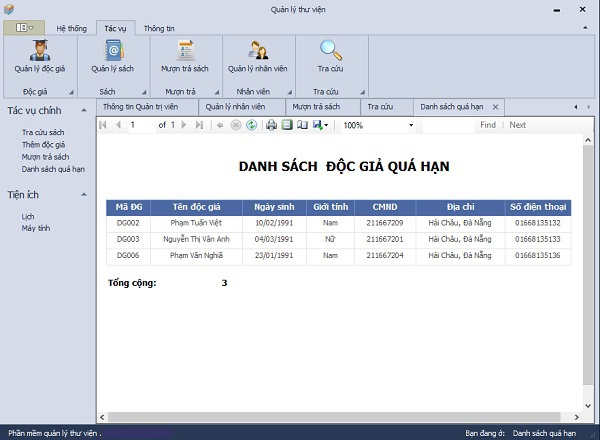 Quản lý thư viện
Hệ thống Tác vụ Thông tin
Quản lý độc giả Quản lý sách Mượn trả sách Quản lý nhân viên Tra cứu
Độc giả Sách Mượn trả Nhân viên Tra cứu
Tác vụ chính
Tra cứu sách
Thêm độc giả
Mượn trả sách
Danh sách quá hạn
Tiện ích
Lịch
Máy tính
Thông tin Quản trị viên Quản lý nhân viên Mượn trả sách Tra cứu Danh sách quá hạn
1 of 1 100% Find Next
DANH SÁCH ĐỘC GIẢ QUÁ HẠN
Mã ĐG Tên độc giả Ngày sinh Giới tính CMND Địa chỉ Số điện thoại
DG002 Phạm Tuấn Việt 10/02/1991 Nam 211667209 Hải Châu, Đà Nẵng 01668135132
DG003 Nguyễn Thị Vân Anh 04/03/1991 Nữ 211667201 Hải Châu, Đà Nẵng 01668135133
DG006 Phạm Văn Nghiã 23/01/1991 Nam 211667204 Hải Châu, Đà Nẵng 01668135136
Tổng cộng: 3
Phần mềm quản lý thư viện . Bạn đang ở: Danh sách quá hạn